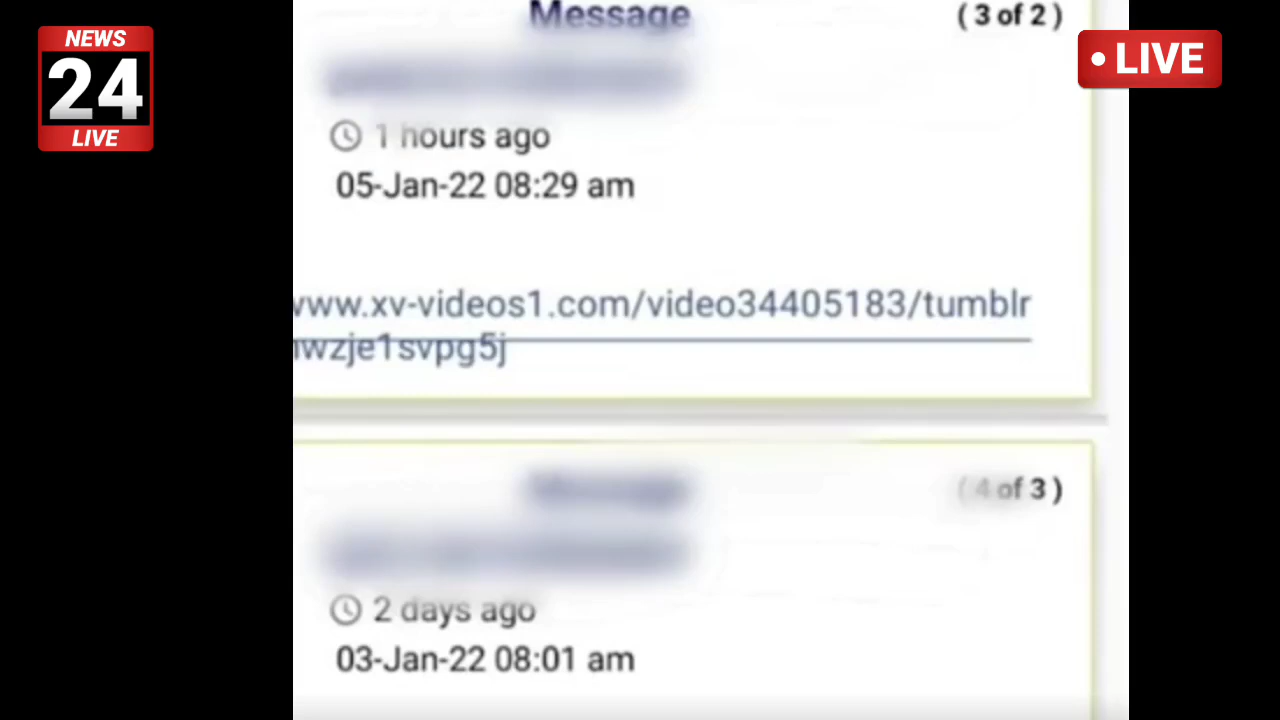 NEWS
24
LIVE
Message
( 3 of 2 )
LIVE
1 hours ago
05-Jan-22 08:29 am
www.xv-videos1.com/video34405183/tumblr
wzje1svpg5j
Message
( 4 of 3 )
2 days ago
03-Jan-22 08:01 am